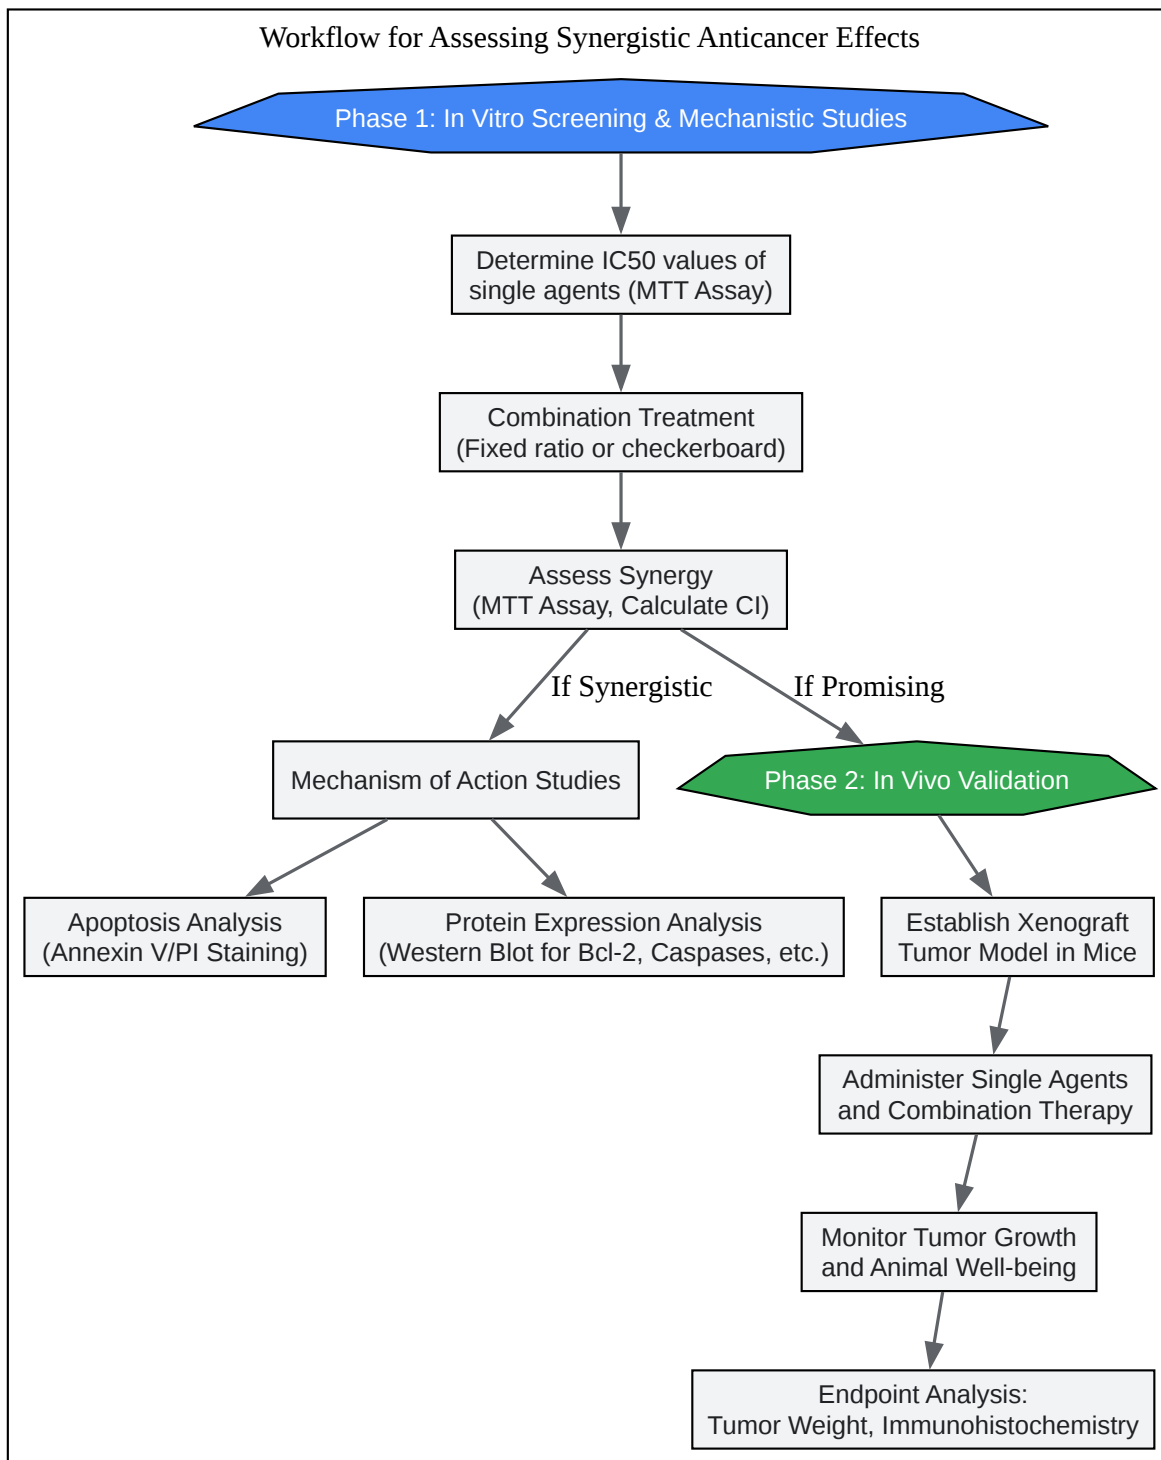 Workflow for Assessing Synergistic Anticancer Effects
Phase 1: In Vitro Screening & Mechanistic Studies
Determine IC50 values of
single agents (MTT Assay)
Combination Treatment
(Fixed ratio or checkerboard)
Assess Synergy
(MTT Assay, Calculate CI)
If Synergistic
If Promising
Mechanism of Action Studies
Phase 2: In Vivo Validation
Apoptosis Analysis
(Annexin V/PI Staining)
Protein Expression Analysis
(Western Blot for Bcl-2, Caspases, etc.)
Establish Xenograft
Tumor Model in Mice
Administer Single Agents
and Combination Therapy
Monitor Tumor Growth
and Animal Well-being
Endpoint Analysis:
Tumor Weight, Immunohistochemistry